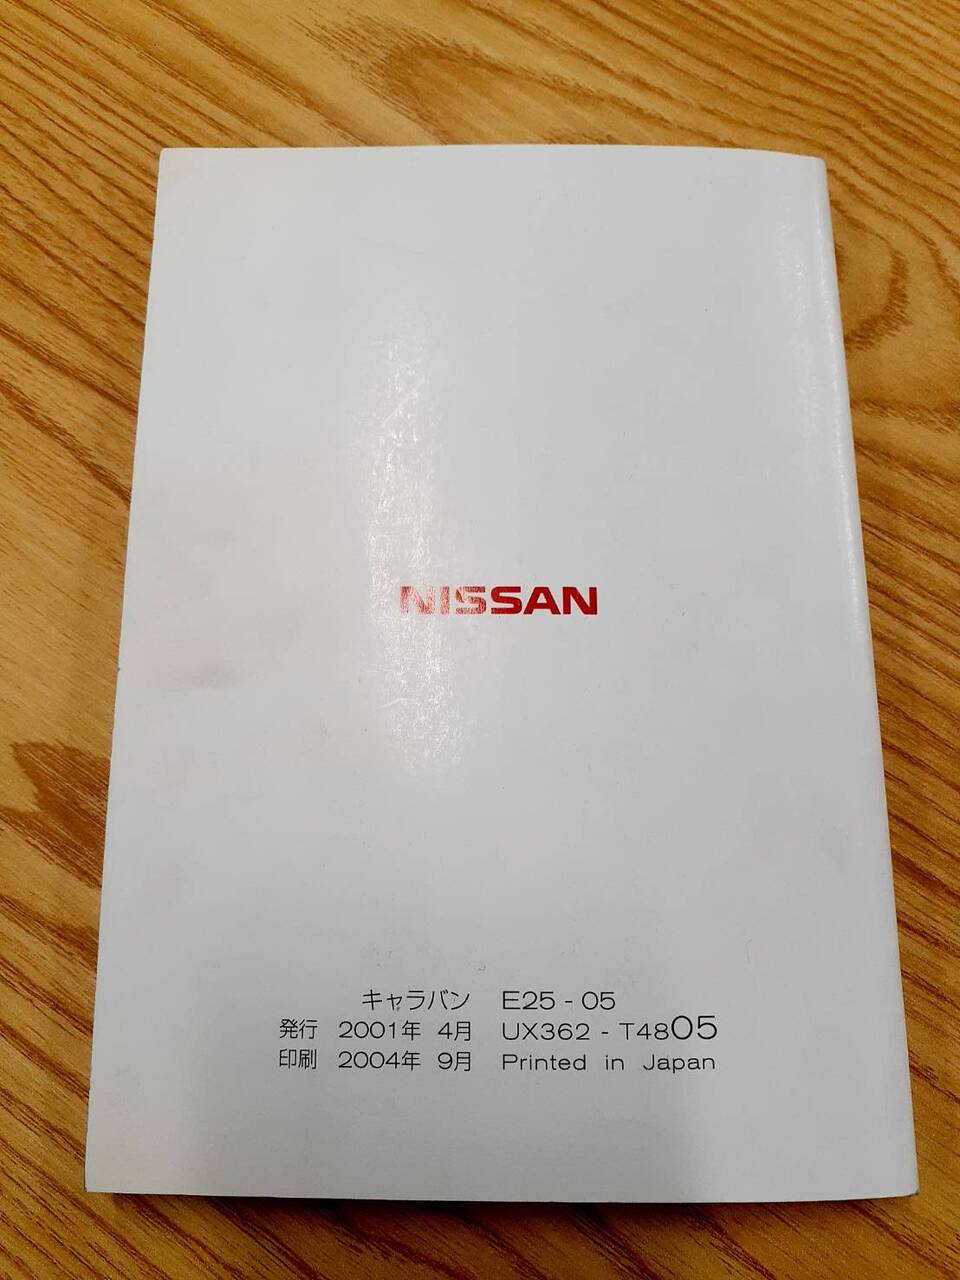 NISSAN
キャラバン E25 - 05
発行 2001年 4月 UX362 - T4805
印刷 2004年 9月 Printed in Japan